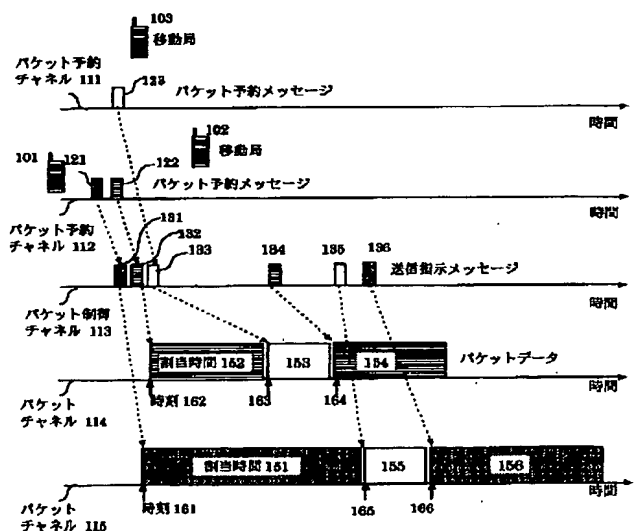 103
移動局
パケット予約
チャネル 111
123
パケット予約メッセージ
時間
102
移動局
101
121
122
パケット予約メッセージ
時間
パケット予約
チャネル 112
131
132
133
134
135
136
送信指示メッセージ
時間
パケット制御
チャネル 113
割当時間 152
153
154
パケットデータ
時間
パケット
チャネル 114
時刻 162
163
164
割当時間 151
155
156
時間
パケット
チャネル 115
時刻 161
165
166